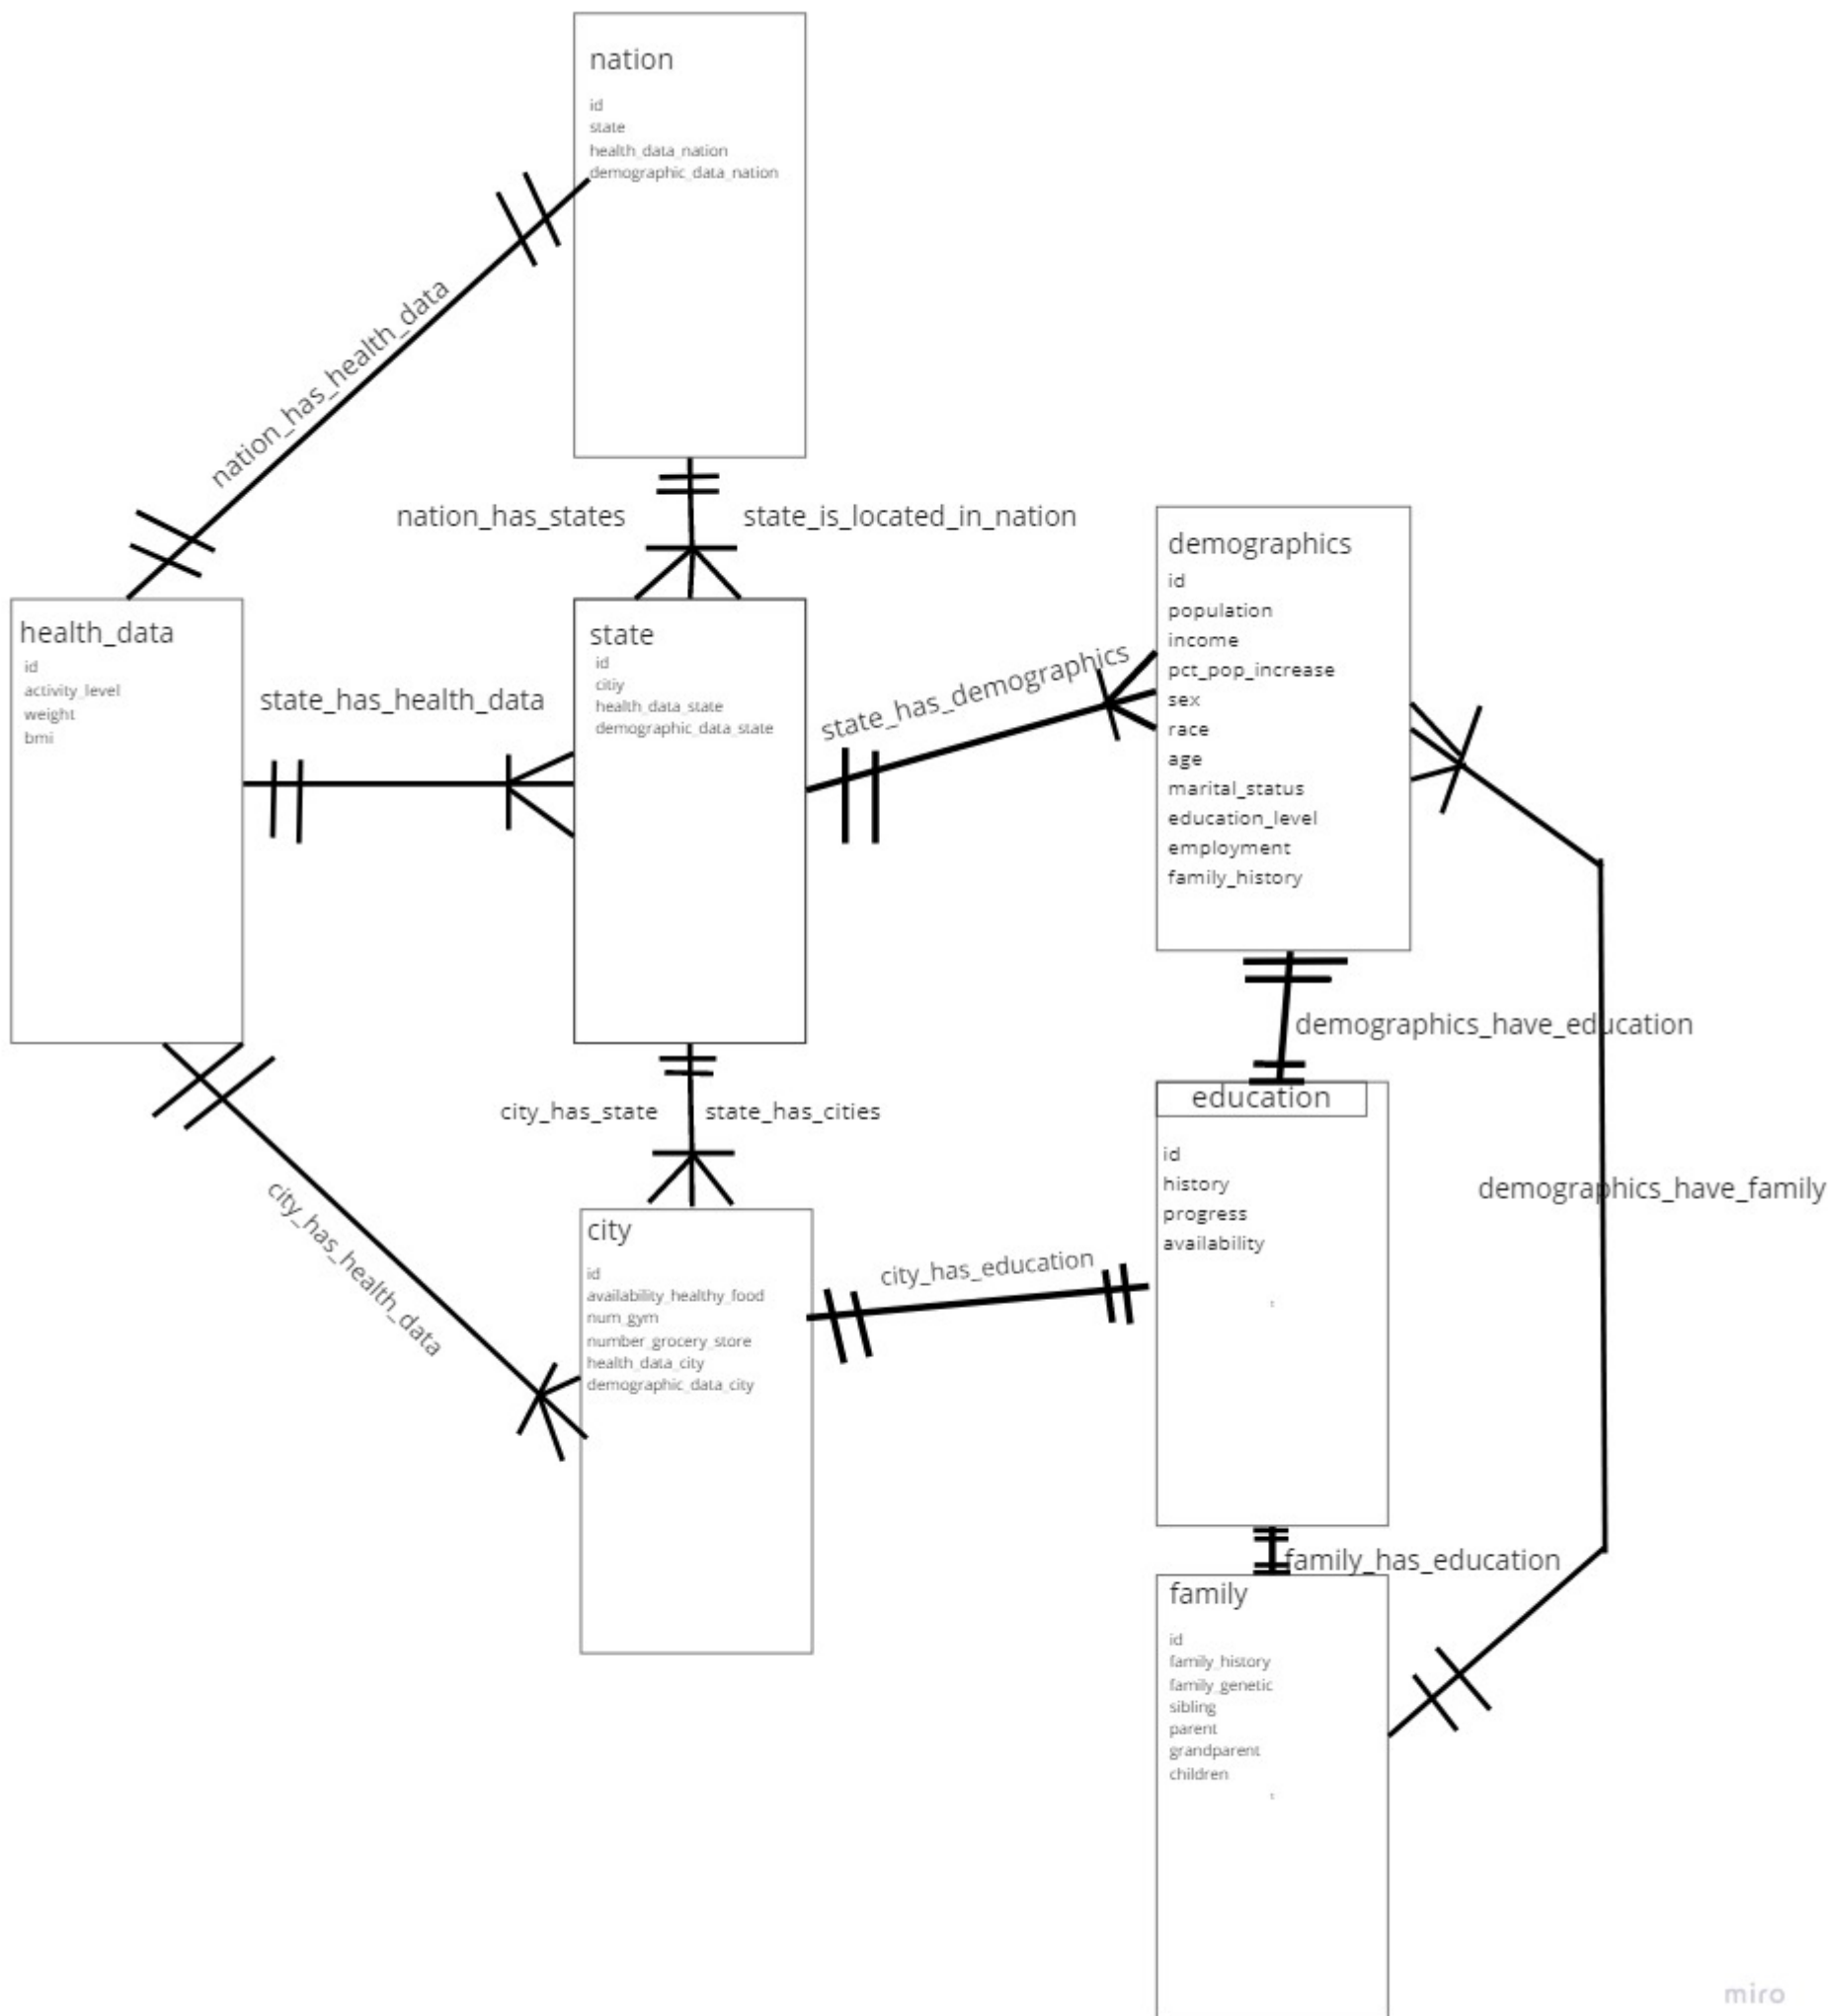 nation
id
state
health_data_nation
demographic_data_nation
nation_has_health_data
nation_has_states
state_is_located_in_nation
demographics
id
population
income
pct_pop_increase
sex
race
age
marital_status
education_level
employment
family_history
health_data
id
activity_level
weight
bmi
state_has_health_data
state
id
citiy
health_data_state
demographic_data_state
state_has_demographics
demographics_have_education
city_has_state
state_has_cities
education
id
history
progress
availability
t
demographics_have_family
city_has_health_data
city
id
availability_healthy_food
num_gym
number_grocery_store
health_data_city
demographic_data_city
city_has_education
family_has_education
family
id
family_history
family_genetic
sibling
parent
grandparent
children
t
miro